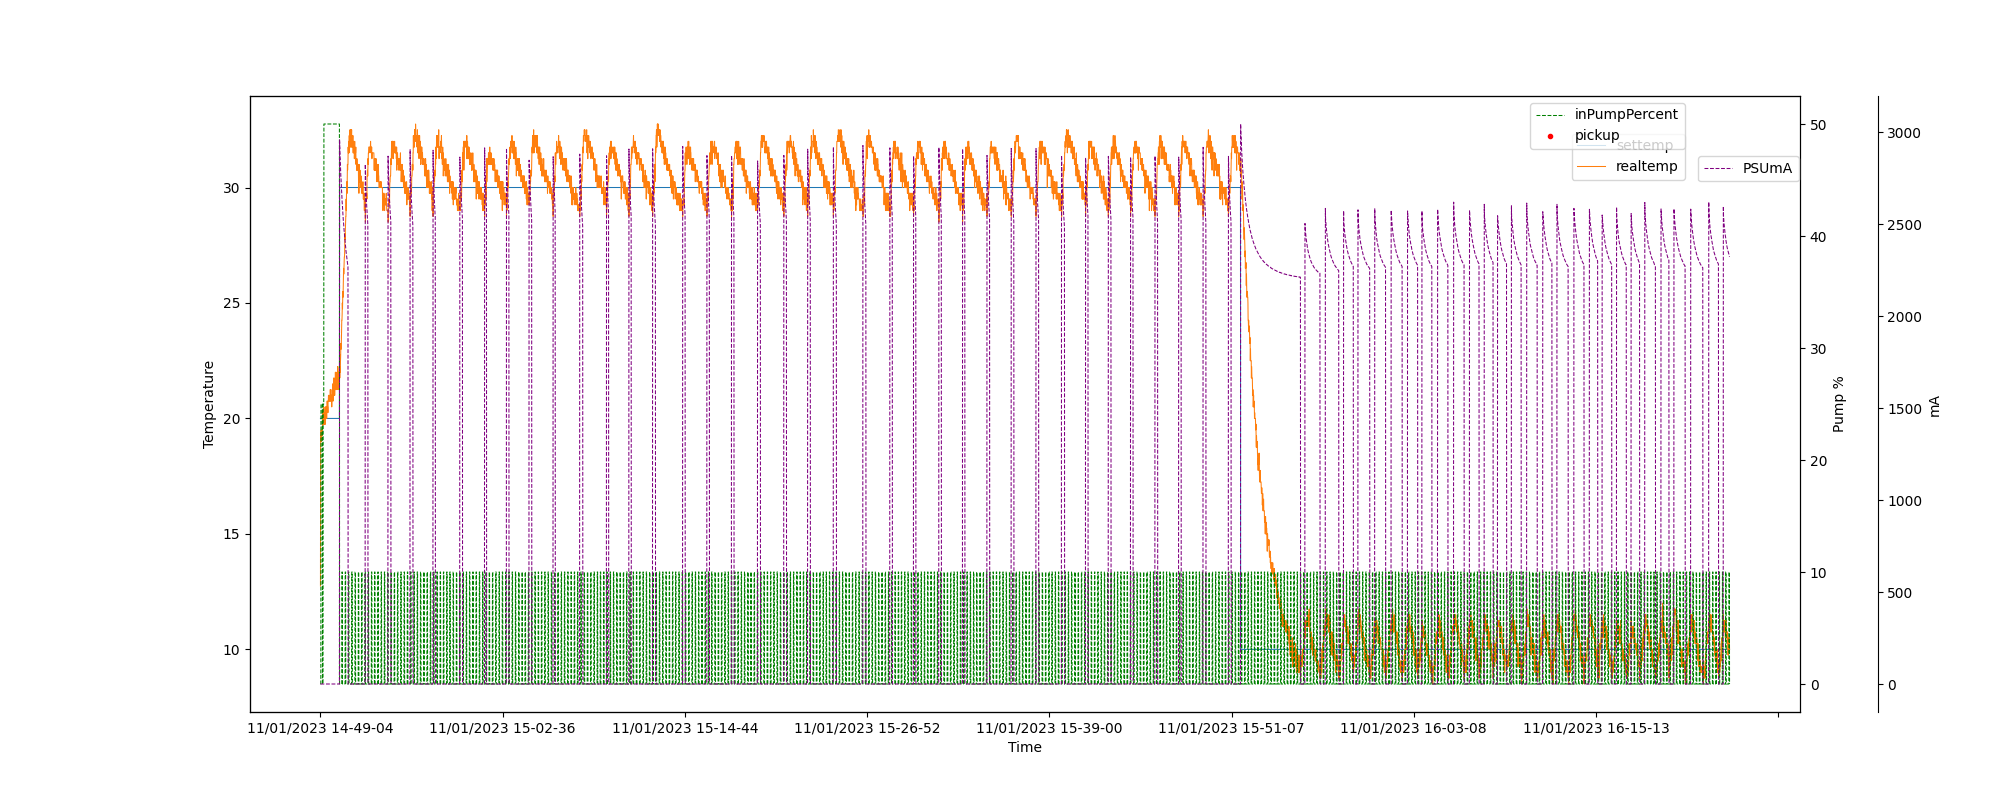 inPumpPercent
pickup
settemp
realtemp
PSUmA
Temperature
30
25
20
15
10
50
40
30
20
10
0
Pump %
3000
2500
2000
1500
1000
500
0
mA
11/01/2023 14-49-04
11/01/2023 15-02-36
11/01/2023 15-14-44
11/01/2023 15-26-52
11/01/2023 15-39-00
11/01/2023 15-51-07
11/01/2023 16-03-08
11/01/2023 16-15-13
Time